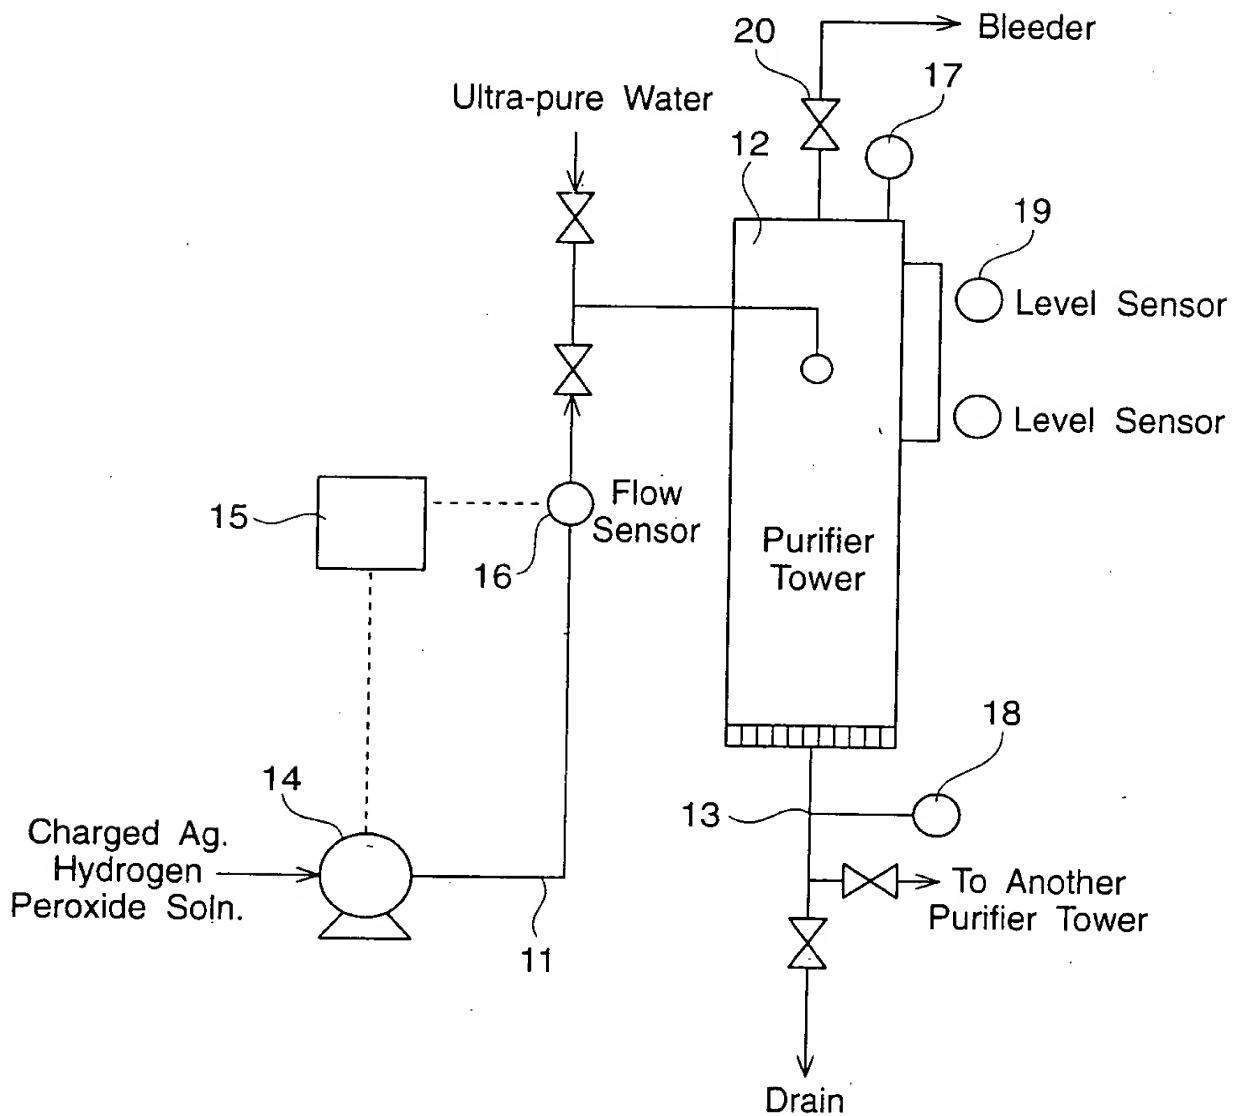 20
Bleeder
17
Ultra-pure Water
12
19
Level Sensor
Level Sensor
15
Flow
Sensor
16
Purifier
Tower
18
14
13
Charged Ag.
Hydrogen
Peroxide Soln.
To Another
Purifier Tower
11
Drain